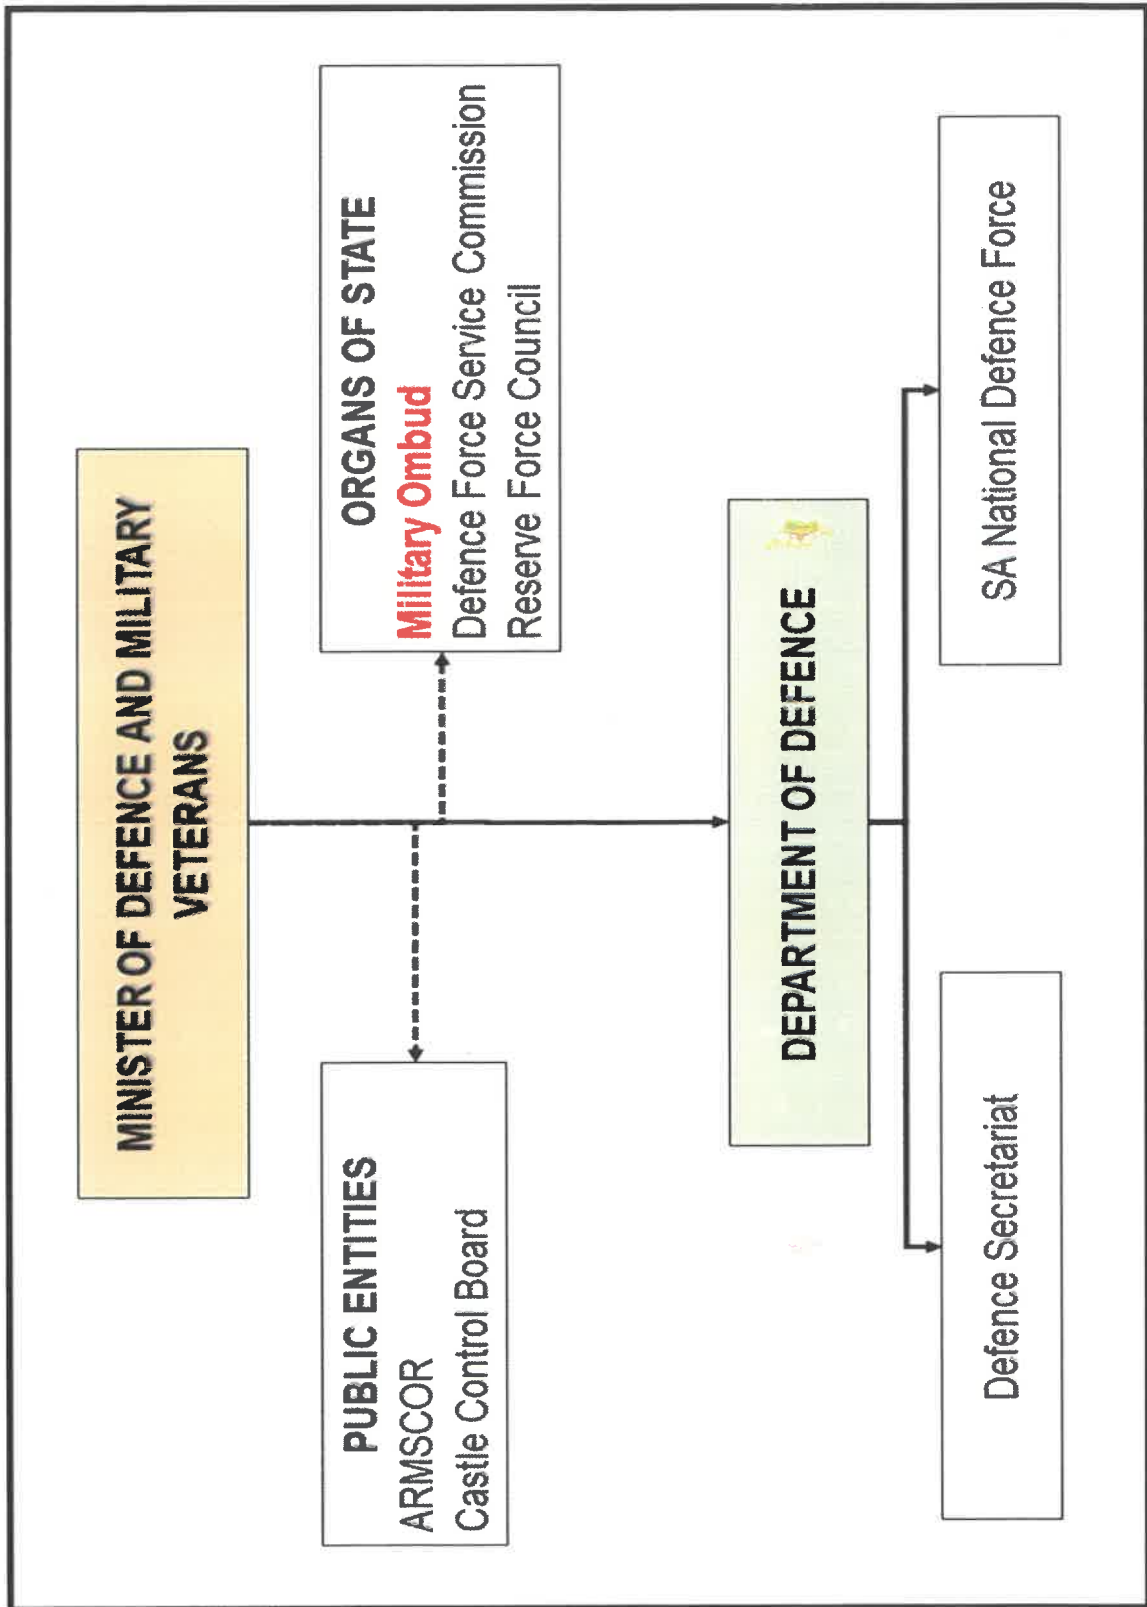 MINISTER OF DEFENCE AND MILITARY
VETERANS
PUBLIC ENTITIES
ARMSCOR
Castle Control Board
ORGANS OF STATE
Military Ombud
Defence Force Service Commission
Reserve Force Council
DEPARTMENT OF DEFENCE
Defence Secretariat
SA National Defence Force